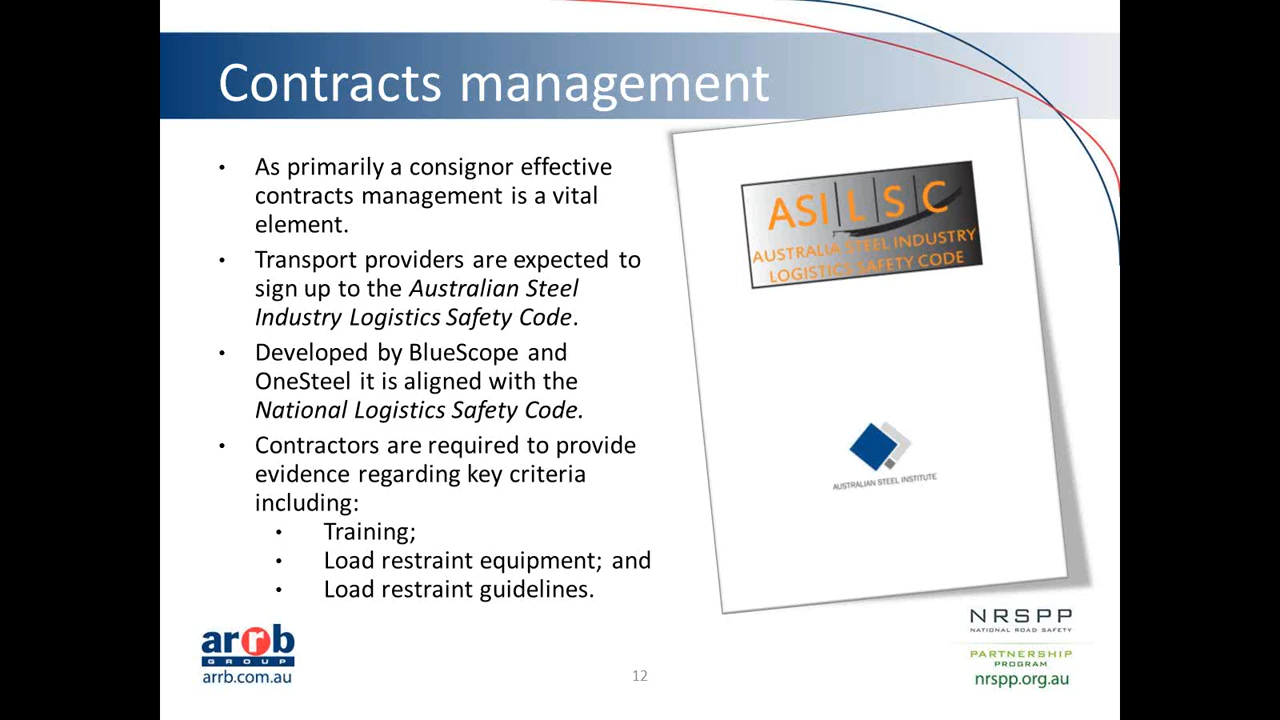 Contracts management
• As primarily a consignor effective
contracts management is a vital
element.
• Transport providers are expected to
sign up to the Australian Steel
Industry Logistics Safety Code.
• Developed by BlueScope and
OneSteel it is aligned with the
National Logistics Safety Code.
• Contractors are required to provide
evidence regarding key criteria
including:
• Training;
• Load restraint equipment; and
• Load restraint guidelines.
ASI L S C
AUSTRALIA STEEL INDUSTRY
LOGISTICS SAFETY CODE
AUSTRALIAN STEEL INSTITUTE
arrb
GROUP
arrb.com.au
12
NRSPP
NATIONAL ROAD SAFETY
PARTNERSHIP
PROGRAM
nrspp.org.au